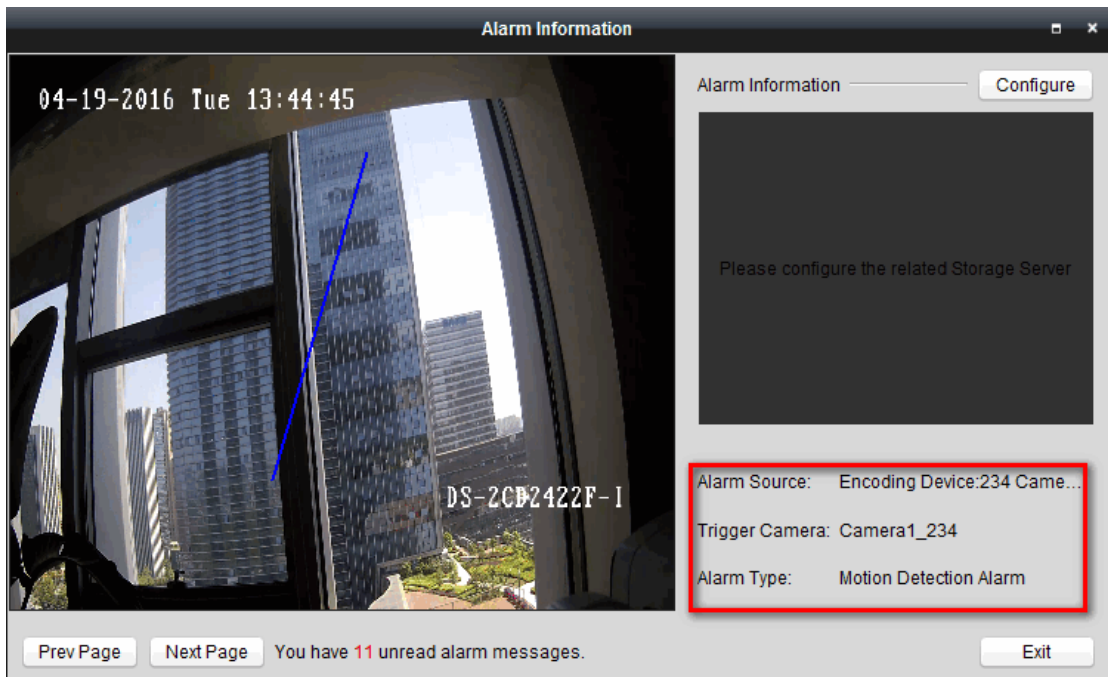 Alarm Information
04-19-2016 Tue 13:44:45
DS-2CD2422F-I
Alarm Information
Configure
Please configure the related Storage Server
Alarm Source: Encoding Device:234 Came...
Trigger Camera: Camera1_234
Alarm Type: Motion Detection Alarm
Prev Page Next Page You have 11 unread alarm messages. Exit